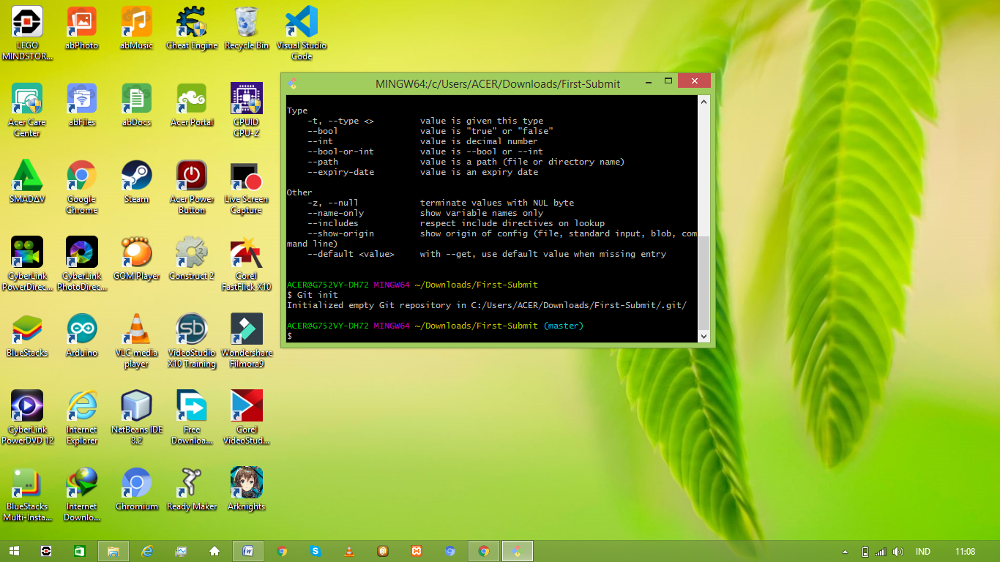 LEGO
MINDSTOR...
abPhoto
abMusic
Cheat Engine
Recycle Bin
Visual Studio
Code
Acer Care
Center
abFiles
abDocs
Acer Portal
CPUID
CPU-Z
SMADΔV
Google
Chrome
Steam
Acer Power
Button
Live Screen
Capture
CyberLink
PowerDirec...
CyberLink
PhotoDirec...
GOM Player
Construct 2
Corel
FastFlick X10
BlueStacks
Arduino
VLC media
player
VideoStudio
X10 Training
Wondershare
Filmora9
CyberLink
PowerDVD 12
Internet
Explorer
NetBeans IDE
8.2
Free
Downloa...
Corel
VideoStud...
BlueStacks
Multi-Insta...
Internet
Downlo...
Chromium
Ready Maker
Arknights
MINGW64:/c/Users/ACER/Downloads/First-Submit
Type
-t, --type <> value is given this type
--bool value is "true" or "false"
--int value is decimal number
--bool-or-int value is --bool or --int
--path value is a path (file or directory name)
--expiry-date value is an expiry date
Other
-z, --null terminate values with NUL byte
--name-only show variable names only
--includes respect include directives on lookup
--show-origin show origin of config (file, standard input, blob, com
mand line)
--default <value> with --get, use default value when missing entry
ACER@G752VY-DH72 MINGW64 ~/Downloads/First-Submit
$ Git init
Initialized empty Git repository in C:/Users/ACER/Downloads/First-Submit/.git/
ACER@G752VY-DH72 MINGW64 ~/Downloads/First-Submit (master)
$
IND
11:08